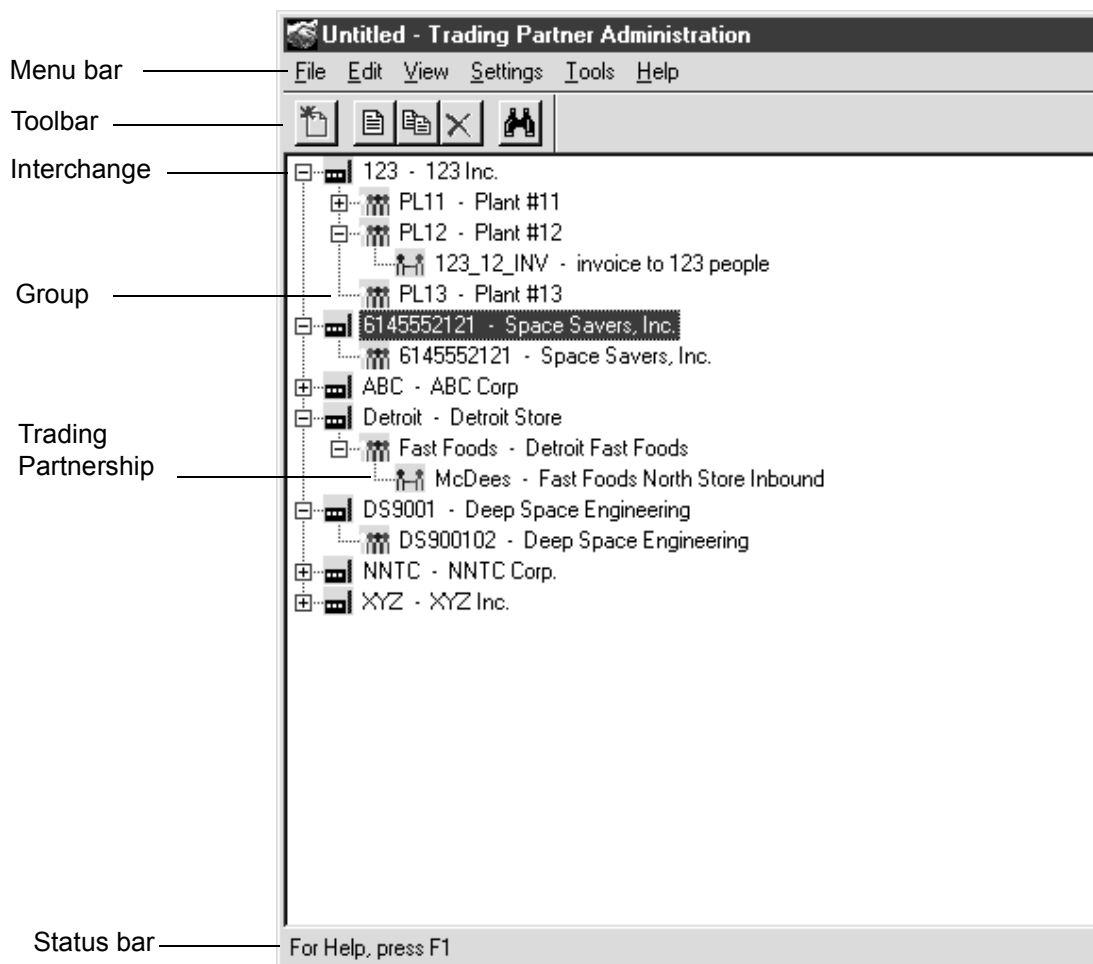 Untitled - Trading Partner Administration
Menu bar
File Edit View Settings Tools Help
Toolbar
Interchange
123 - 123 Inc.
PL11 - Plant #11
PL12 - Plant #12
123_12_INV - invoice to 123 people
Group
PL13 - Plant #13
6145552121 - Space Savers, Inc.
6145552121 - Space Savers, Inc.
ABC - ABC Corp
Detroit - Detroit Store
Trading
Partnership
Fast Foods - Detroit Fast Foods
McDees - Fast Foods North Store Inbound
DS9001 - Deep Space Engineering
DS900102 - Deep Space Engineering
NNTC - NNTC Corp.
XYZ - XYZ Inc.
Status bar
For Help, press F1